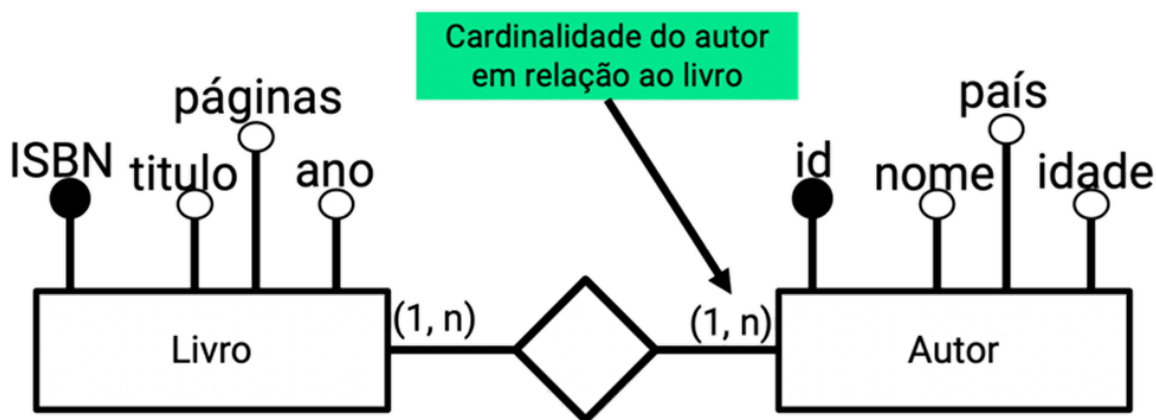 Cardinalidade do autor
em relação ao livro
páginas
país
ISBN
titulo
ano
id
nome
idade
(1, n)
(1, n)
Livro
Autor